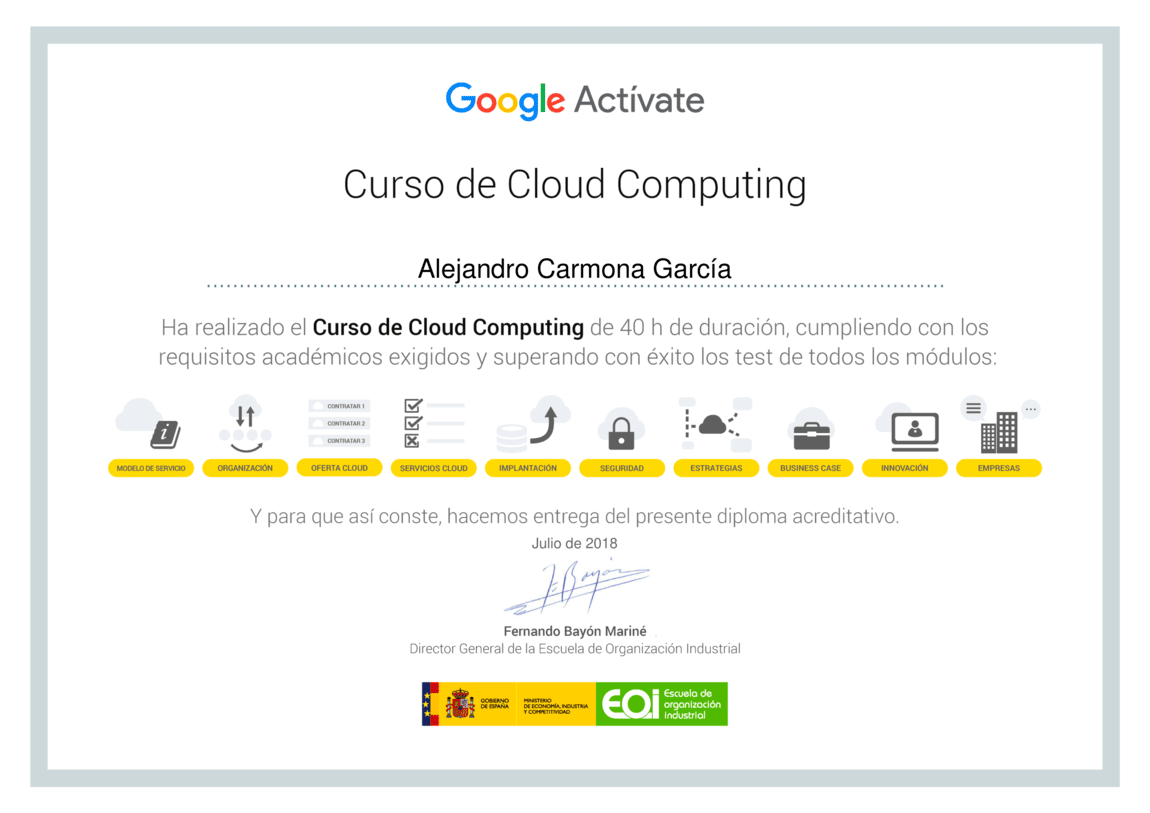 Google Actívate
Curso de Cloud Computing
Alejandro Carmona García
Ha realizado el Curso de Cloud Computing de 40 h de duración, cumpliendo con los
requisitos académicos exigidos y superando con éxito los test de todos los módulos:
CONTRATAR 1
CONTRATAR 2
CONTRATAR 3
MODELO DE SERVICIO
ORGANIZACIÓN
OFERTA CLOUD
SERVICIOS CLOUD
IMPLANTACIÓN
SEGURIDAD
ESTRATEGIAS
BUSINESS CASE
INNOVACIÓN
EMPRESAS
Y para que así conste, hacemos entrega del presente diploma acreditativo.
Julio de 2018
F. Bayón
Fernando Bayón Mariné
Director General de la Escuela de Organización Industrial
GOBIERNO
DE ESPAÑA
MINISTERIO
DE ECONOMÍA, INDUSTRIA
Y COMPETITIVIDAD
EOi
Escuela de
organización
industrial